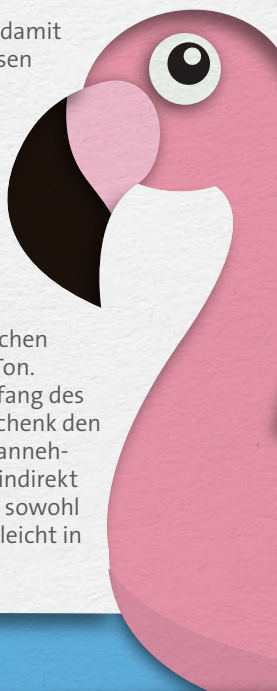 damit
sen
chen
Ton.
fang des
chenk den
anneh-
indirekt
sowohl
leicht in